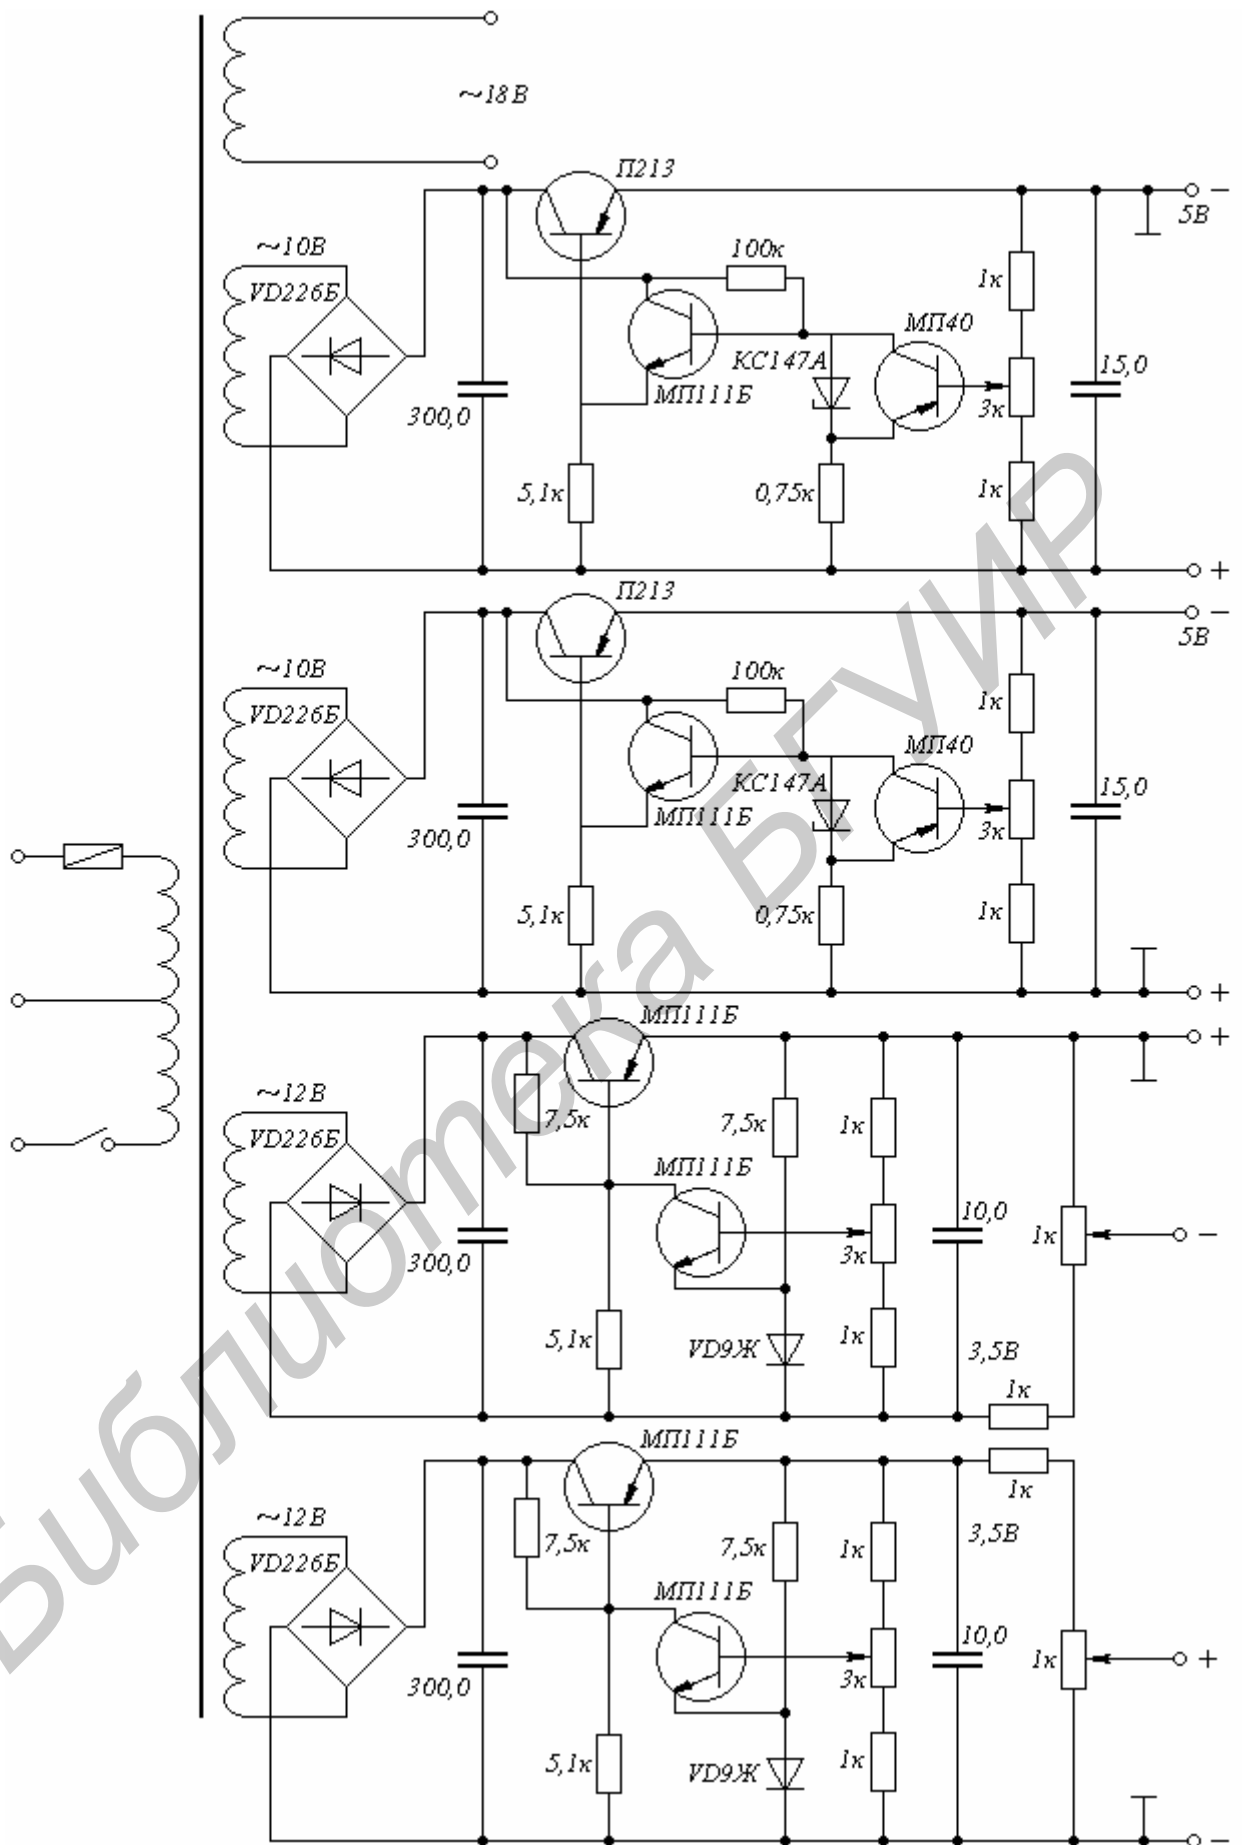 ~18В
П213
−
5В
~10В
100к
1к
VD226Б
МП40
КС147А
15,0
МП111Б
3к
300,0
5,1к
0,75к
1к
+
П213
−
5В
~10В
100к
1к
VD226Б
МП40
КС147А
15,0
МП111Б
3к
300,0
5,1к
0,75к
1к
+
МП111Б
+
~12В
7,5к
7,5к
1к
VD226Б
МП111Б
10,0
1к
−
3к
300,0
5,1к
VD9Ж
1к
3,5В
1к
МП111Б
1к
~12В
7,5к
7,5к
1к
3,5В
VD226Б
МП111Б
10,0
1к
+
3к
300,0
5,1к
VD9Ж
1к
−
Библиотека БГУИР